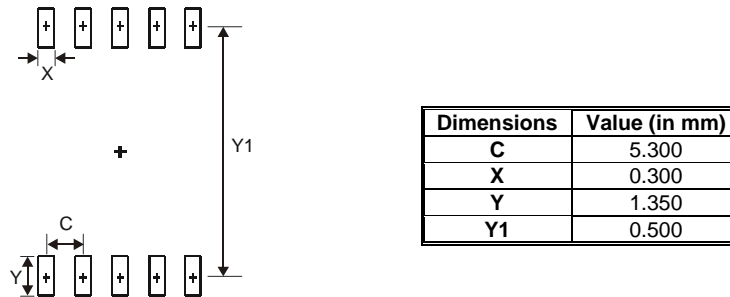 X
Y1
C
Y
Dimensions Value (in mm)
C 5.300
X 0.300
Y 1.350
Y1 0.500